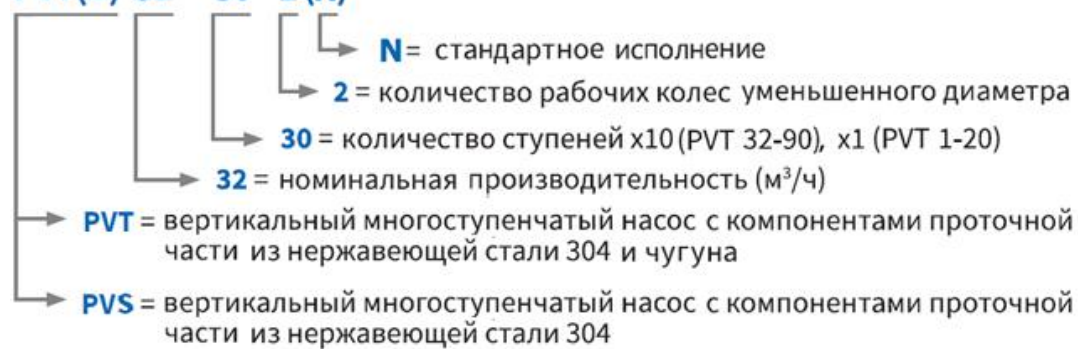 N= стандартное исполнение
2 = количество рабочих колес уменьшенного диаметра
30 = количество ступеней x10 (PVT 32-90), x1 (PVT 1-20)
32 = номинальная производительность (м³/ч)
PVT = вертикальный многоступенчатый насос с компонентами проточной
части из нержавеющей стали 304 и чугуна
PVS = вертикальный многоступенчатый насос с компонентами проточной
части из нержавеющей стали 304